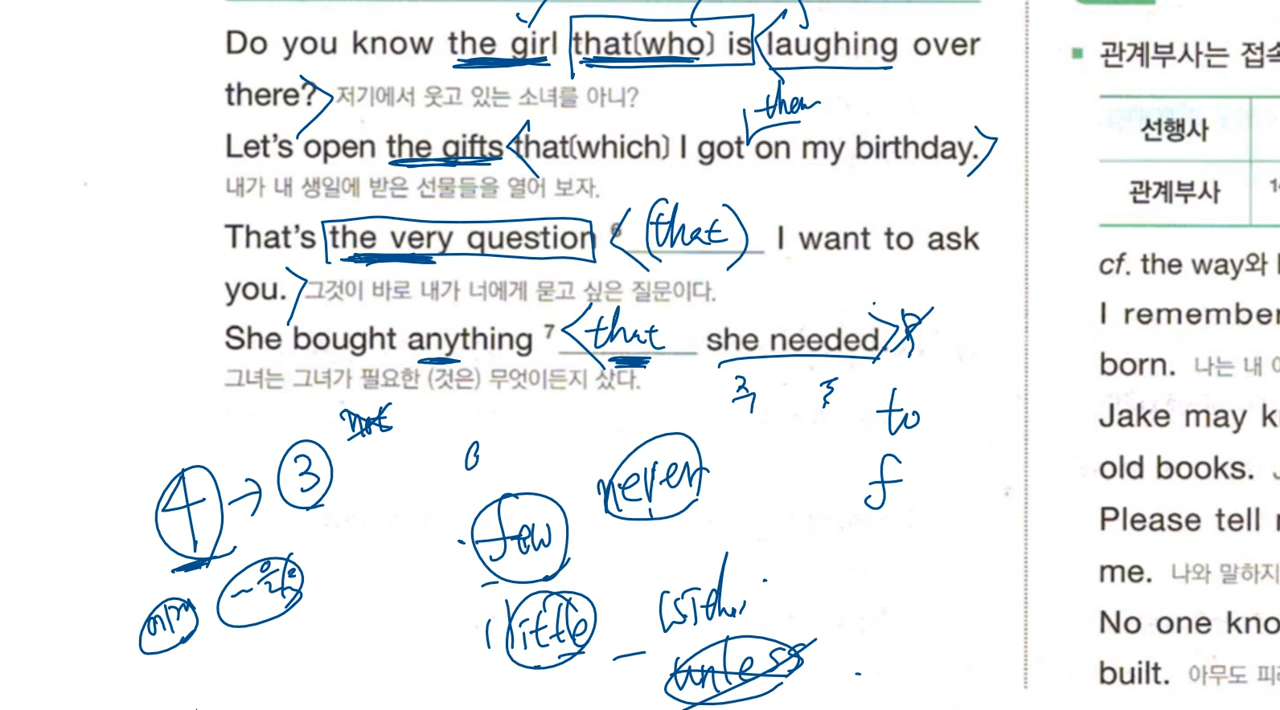 Do you know the girl that(who) is laughing over
there? 저기에서 웃고 있는 소녀를 아니?
them
Let's open the gifts that(which) I got on my birthday.
내가 내 생일에 받은 선물들을 열어 보자.
That's the very question 6 (that) I want to ask
you. 그것이 바로 내가 너에게 묻고 싶은 질문이다.
She bought anything 7 that she needed.
그녀는 그녀가 필요한 (것은) 무엇이든지 샀다.
to
not
4 → 3
never
few
little
unless
관계부사는 접속
선행사
관계부사
cf. the way와
I remember
born. 나는 내
Jake may
old books.
Please tell
me. 나와 말하지
No one kno
built. 아무도